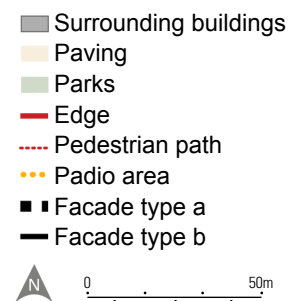 Surrounding buildings
Paving
Parks
Edge
Pedestrian path
Padio area
Facade type a
Facade type b
N
0 50m